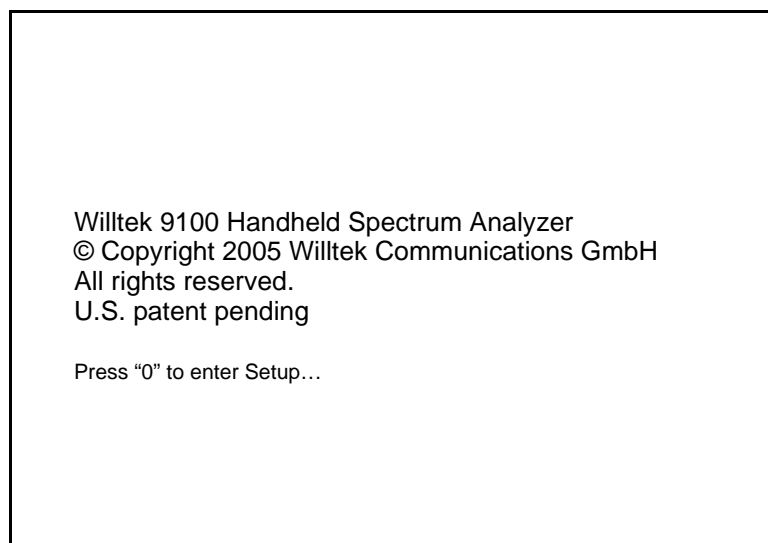 Willtek 9100 Handheld Spectrum Analyzer
© Copyright 2005 Willtek Communications GmbH
All rights reserved.
U.S. patent pending
Press “0” to enter Setup…